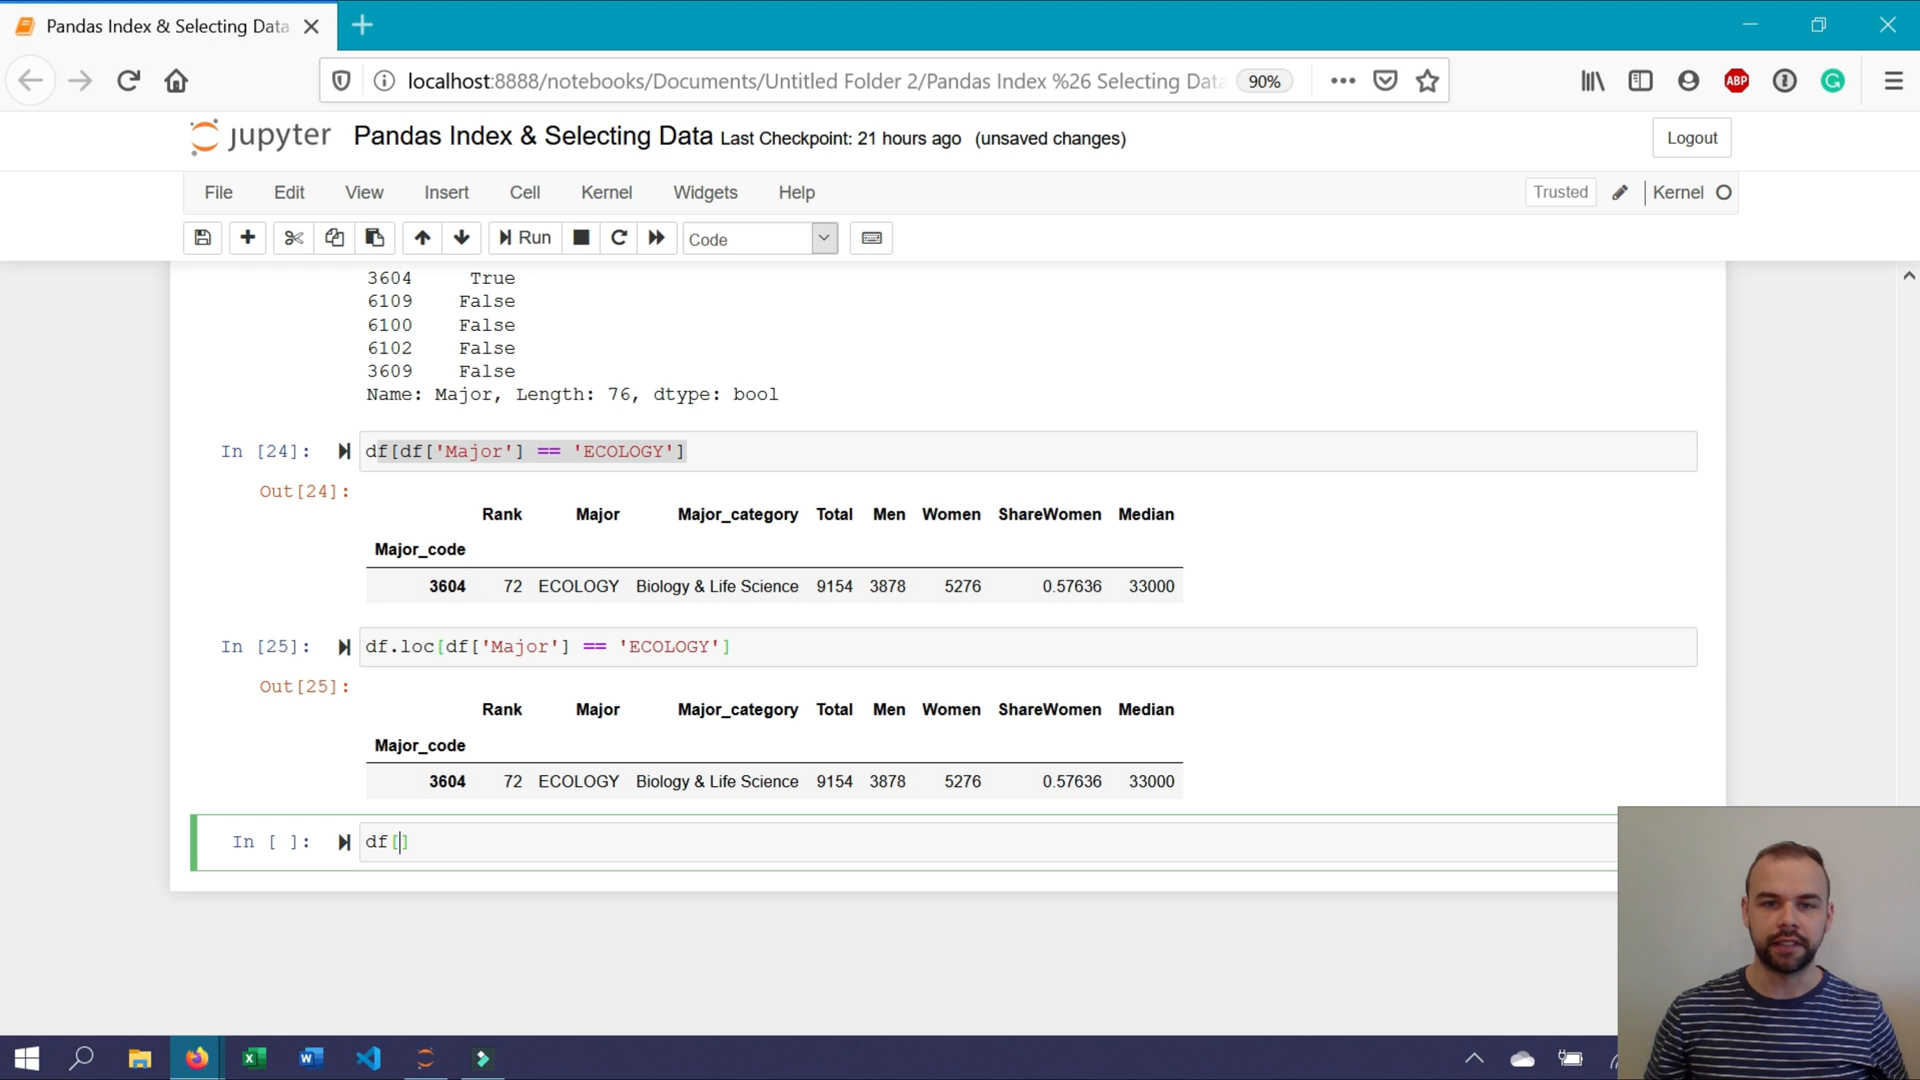 Pandas Index & Selecting Data
localhost:8888/notebooks/Documents/Untitled Folder 2/Pandas Index %26 Selecting Data
90%
ABP
jupyter Pandas Index & Selecting Data Last Checkpoint: 21 hours ago (unsaved changes)
Logout
File Edit View Insert Cell Kernel Widgets Help
Trusted Kernel
Run Code
3604 True
6109 False
6100 False
6102 False
3609 False
Name: Major, Length: 76, dtype: bool
In [24]: df[df['Major'] == 'ECOLOGY']
Out[24]:
Rank Major Major_category Total Men Women ShareWomen Median
Major_code
3604 72 ECOLOGY Biology & Life Science 9154 3878 5276 0.57636 33000
In [25]: df.loc[df['Major'] == 'ECOLOGY']
Out[25]:
Rank Major Major_category Total Men Women ShareWomen Median
Major_code
3604 72 ECOLOGY Biology & Life Science 9154 3878 5276 0.57636 33000
In [ ]: df[]